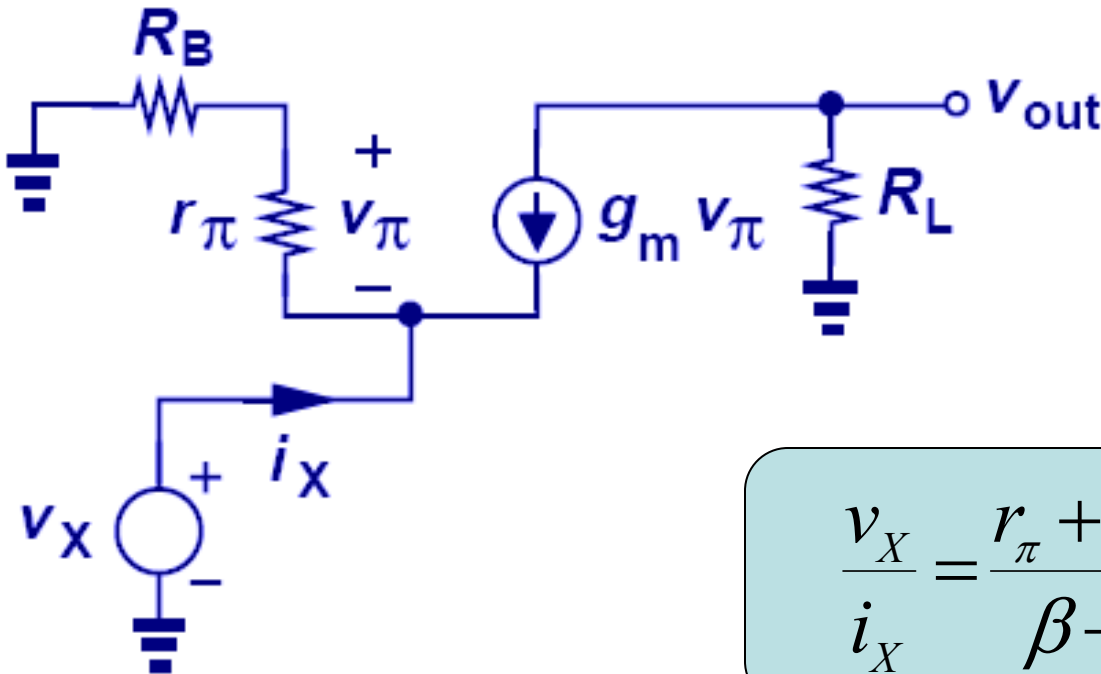 R_B
+
v_π
−
r_π
g_m v_π
v_out
R_L
i_X
+
v_X
−
v_X / i_X = r_π + / β −